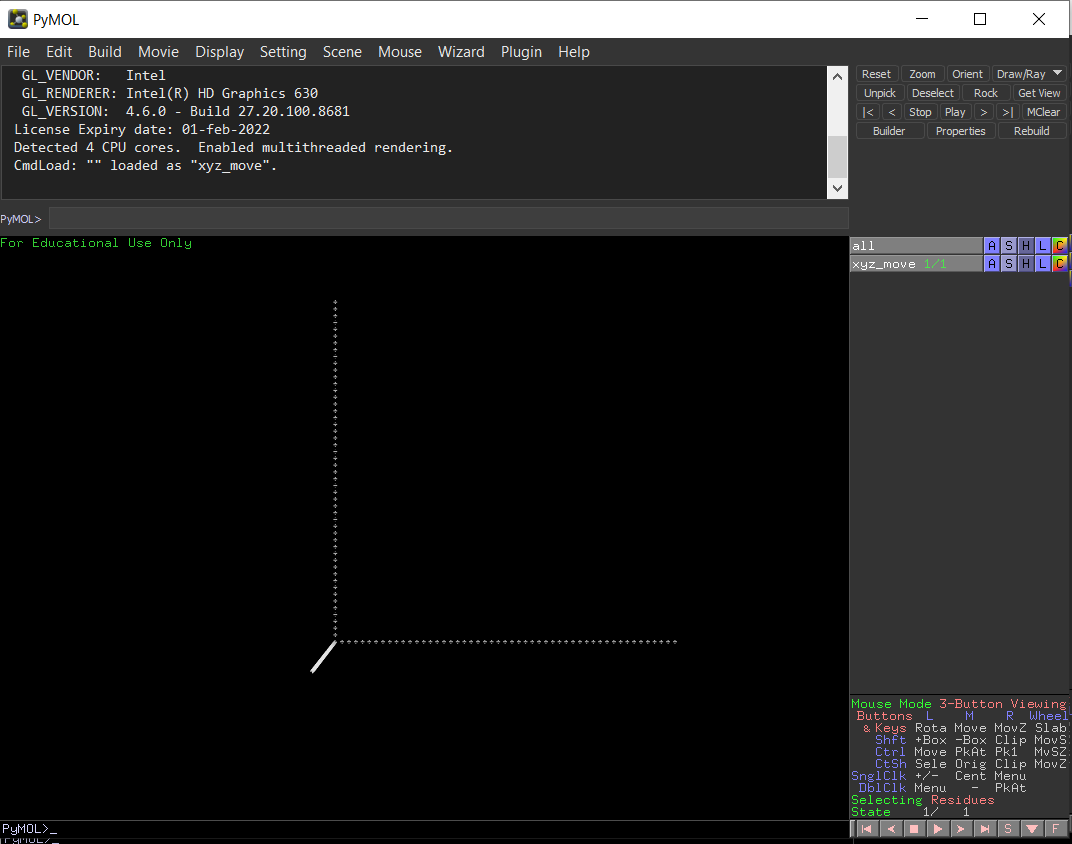 PyMOL
File Edit Build Movie Display Setting Scene Mouse Wizard Plugin Help
GL_VENDOR: Intel
GL_RENDERER: Intel(R) HD Graphics 630
GL_VERSION: 4.6.0 - Build 27.20.100.8681
License Expiry date: 01-feb-2022
Detected 4 CPU cores. Enabled multithreaded rendering.
CmdLoad: "" loaded as "xyz_move".
Reset Zoom Orient Draw/Ray
Unpick Deselect Rock Get View
|< < Stop Play > >| MClear
Builder Properties Rebuild
PyMOL>
For Educational Use Only
all A S H L C
xyz_move 1/1 A S H L C
Mouse Mode 3-Button Viewing
Buttons L M R Wheel
& Keys Rota Move MovZ Slab
Shft +Box -Box Clip MovS
Ctrl Move PkAt Pk1 MvSZ
CtSh Sele Orig Clip MovZ
SnglClk +/- Cent Menu
DblClk Menu - PkAt
Selecting Residues
State 1/ 1
PyMOL>_
S F
PyMOL>_